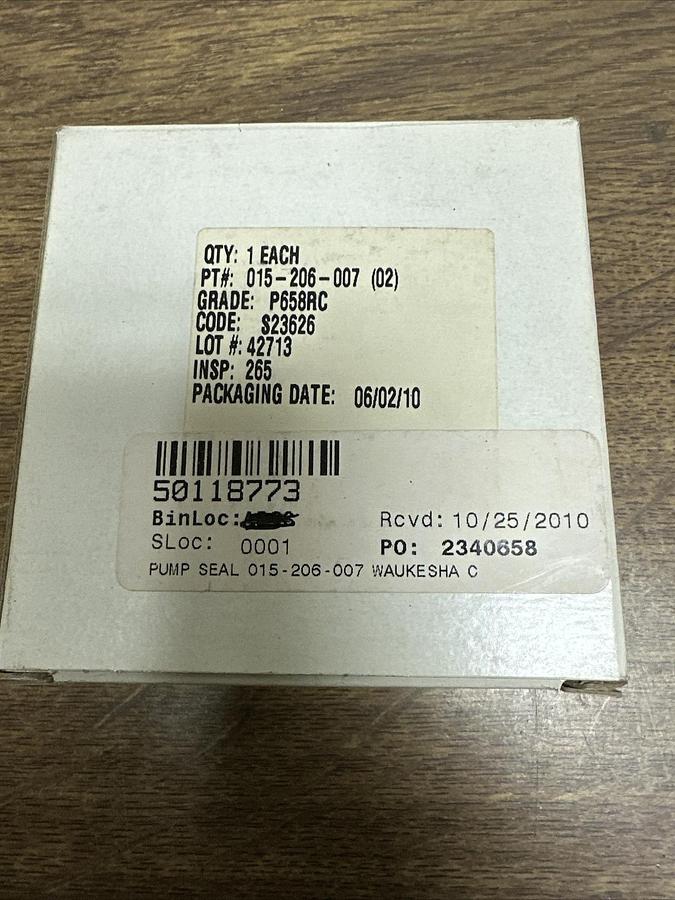 QTY: 1 EACH
PT#: 015-206-007 (02)
GRADE: P658RC
CODE: S23626
LOT #: 42713
INSP: 265
PACKAGING DATE: 06/02/10
50118773
BinLoc:
Rcvd: 10/25/2010
SLoc: 0001
PO: 2340658
PUMP SEAL 015-206-007 WAUKESHA C